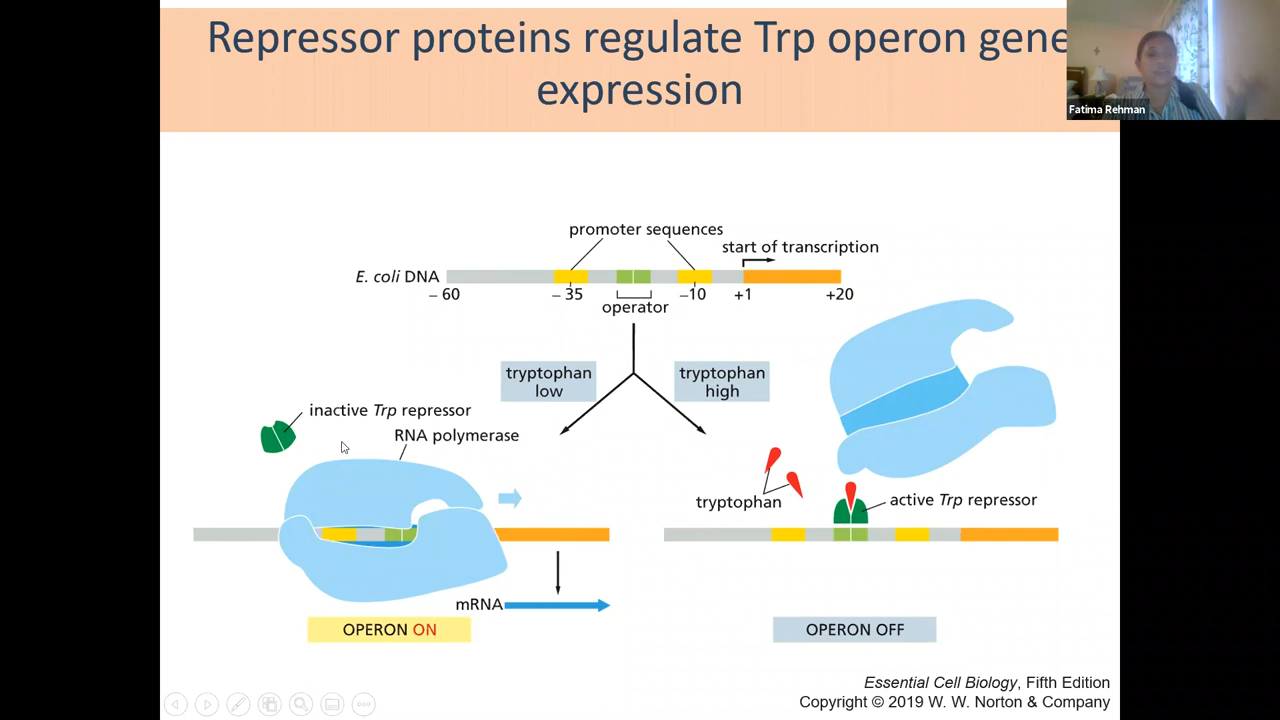 Repressor proteins regulate Trp operon gene
expression
Fatima Rehman
promoter sequences
start of transcription
E. coli DNA
– 60
– 35
–10
+1
+20
operator
tryptophan
low
tryptophan
high
inactive Trp repressor
RNA polymerase
tryptophan
active Trp repressor
mRNA
OPERON ON
OPERON OFF
Essential Cell Biology, Fifth Edition
Copyright © 2019 W. W. Norton & Company